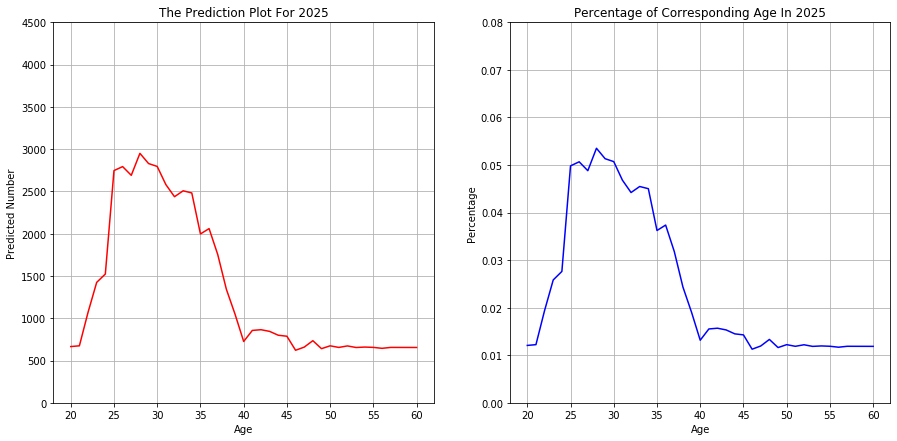 The Prediction Plot For 2025
4500
4000
3500
3000
2500
2000
1500
1000
500
0
Predicted Number
20 25 30 35 40 45 50 55 60
Age
Percentage of Corresponding Age In 2025
0.08
0.07
0.06
0.05
0.04
0.03
0.02
0.01
0.00
Percentage
20 25 30 35 40 45 50 55 60
Age